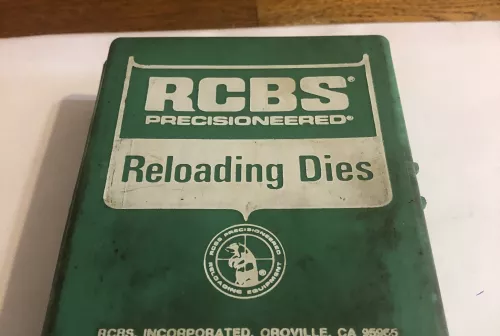 RCBS®
PRECISIONEERED®
Reloading Dies
RCBS PRECISIONEERED
RELOADING EQUIPMENT
®
RCBS, INCORPORATED, OROVILLE, CA 95965